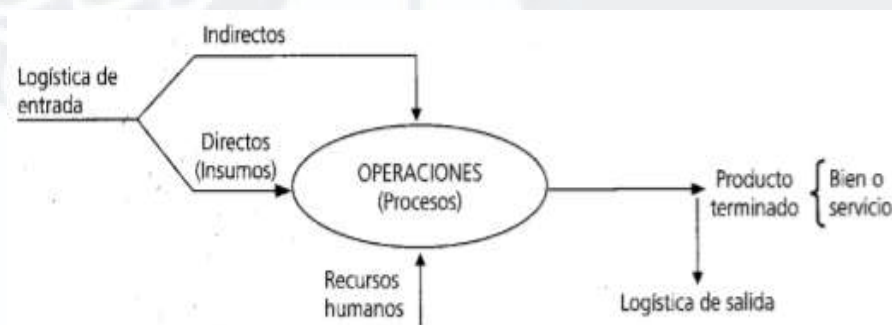 Indirectos
Logística de
entrada
Directos
(Insumos)
OPERACIONES
(Procesos)
Producto
terminado
Bien o
servicio
Recursos
humanos
Logística de salida